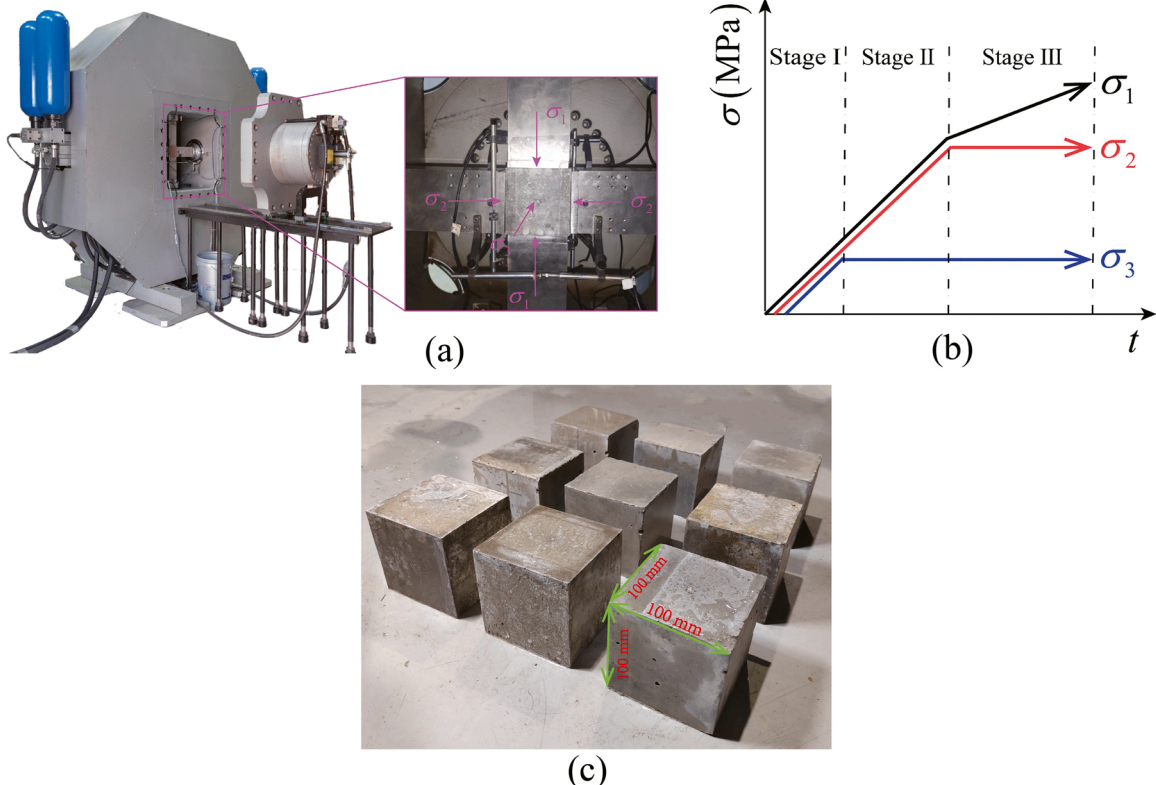 σ₁
σ₂
σ₂
σ₁
(a)
σ (MPa)
Stage I
Stage II
Stage III
σ₁
σ₂
σ₃
t
(b)
100 mm
100 mm
100 mm
(c)